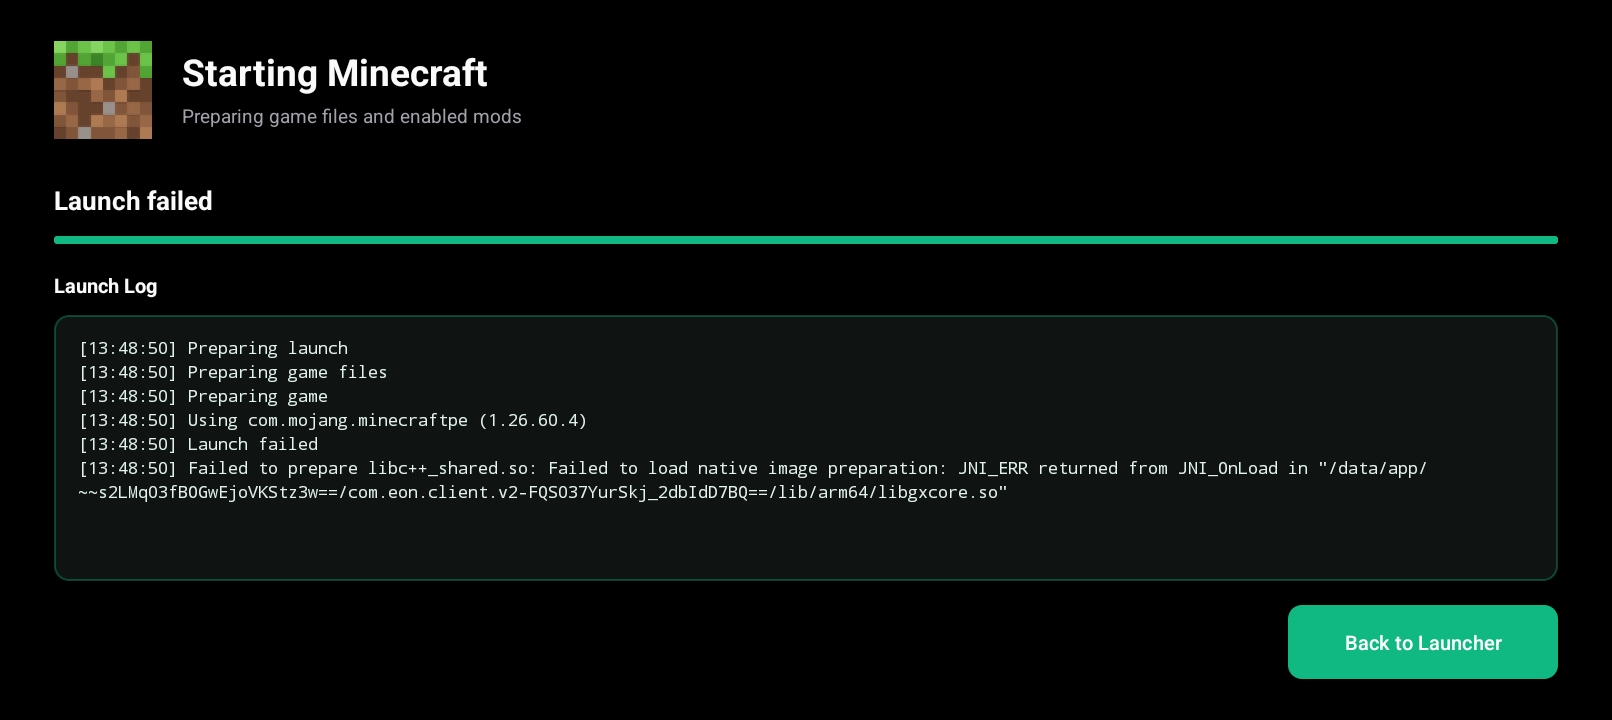 Starting Minecraft
Preparing game files and enabled mods
Launch failed
Launch Log
[13:48:50] Preparing launch
[13:48:50] Preparing game files
[13:48:50] Preparing game
[13:48:50] Using com.mojang.minecraftpe (1.26.60.4)
[13:48:50] Launch failed
[13:48:50] Failed to prepare libc++_shared.so: Failed to load native image preparation: JNI_ERR returned from JNI_OnLoad in "/data/app/
~~s2LMqO3fBOGwEjoVKStz3w==/com.eon.client.v2-FQSO37YurSkj_2dbIdD7BQ==/lib/arm64/libgxcore.so"
Back to Launcher